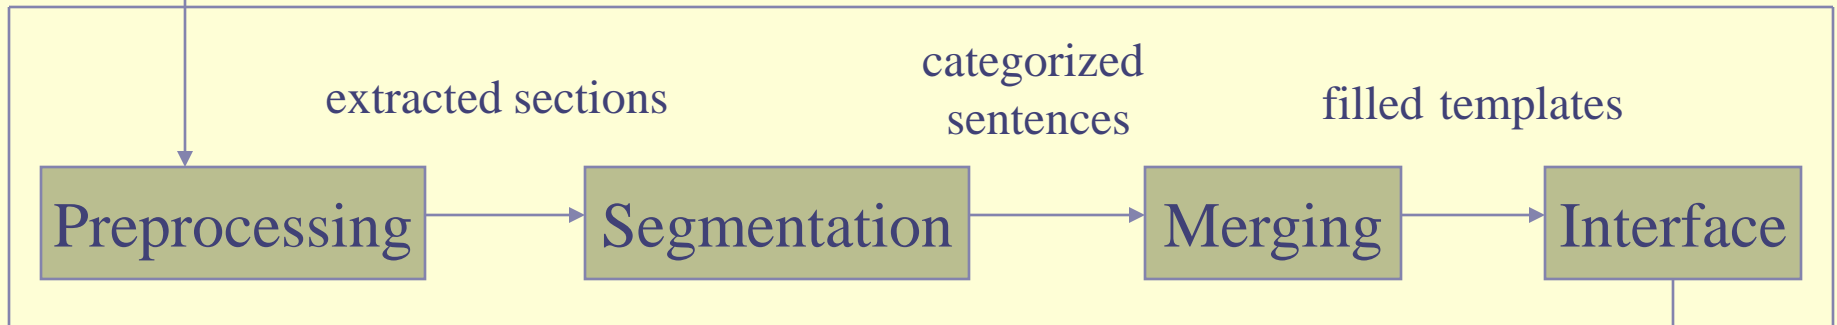 extracted sections
categorized
sentences
filled templates
Preprocessing
Segmentation
Merging
Interface